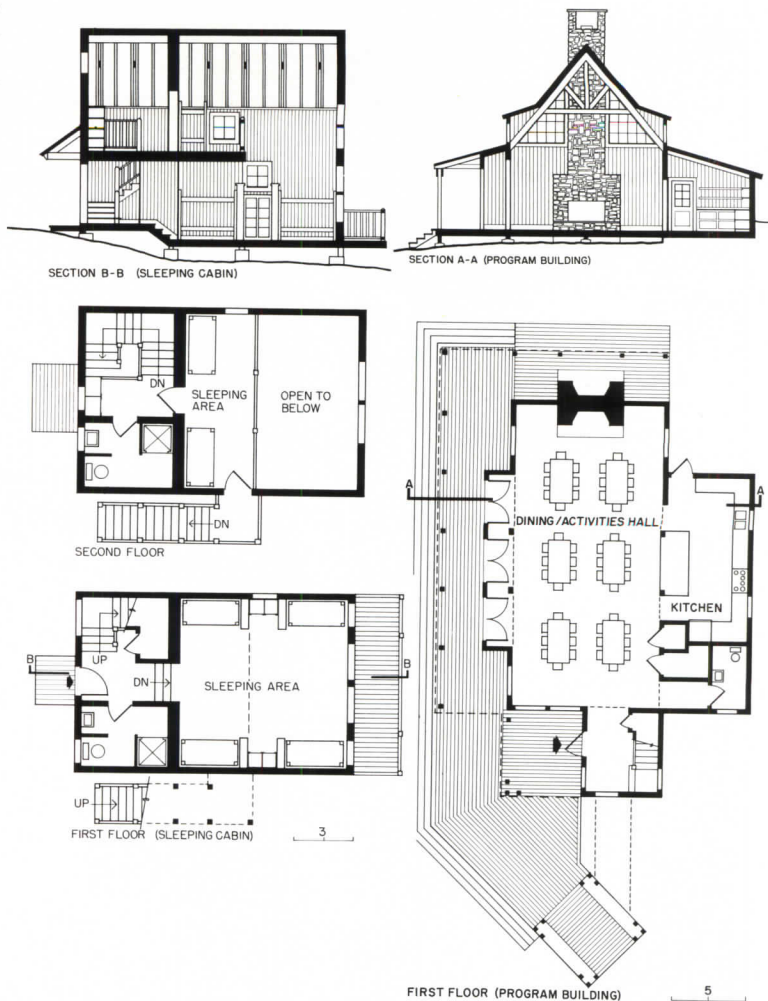 SECTION B-B (SLEEPING CABIN)
SECTION A-A (PROGRAM BUILDING)
DN
SLEEPING
AREA
OPEN TO
BELOW
DN
SECOND FLOOR
UP
B
DN
SLEEPING AREA
B
UP
FIRST FLOOR (SLEEPING CABIN)
3
A
A
DINING/ACTIVITIES HALL
KITCHEN
FIRST FLOOR (PROGRAM BUILDING)
5